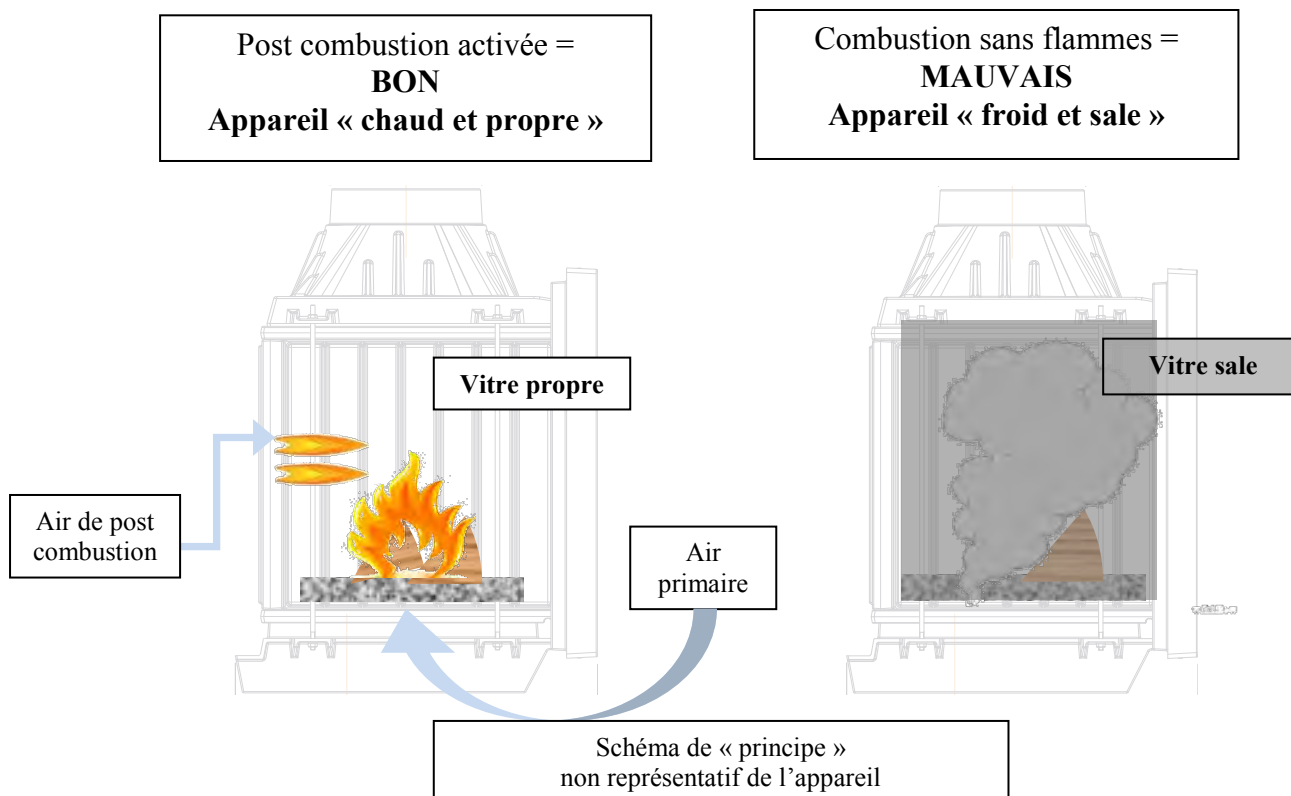 Post combustion activée =
BON
Appareil « chaud et propre »
Combustion sans flammes =
MAUVAIS
Appareil « froid et sale »
Vitre propre
Vitre sale
Air de post
combustion
Air
primaire
Schéma de « principe »
non représentatif de l’appareil